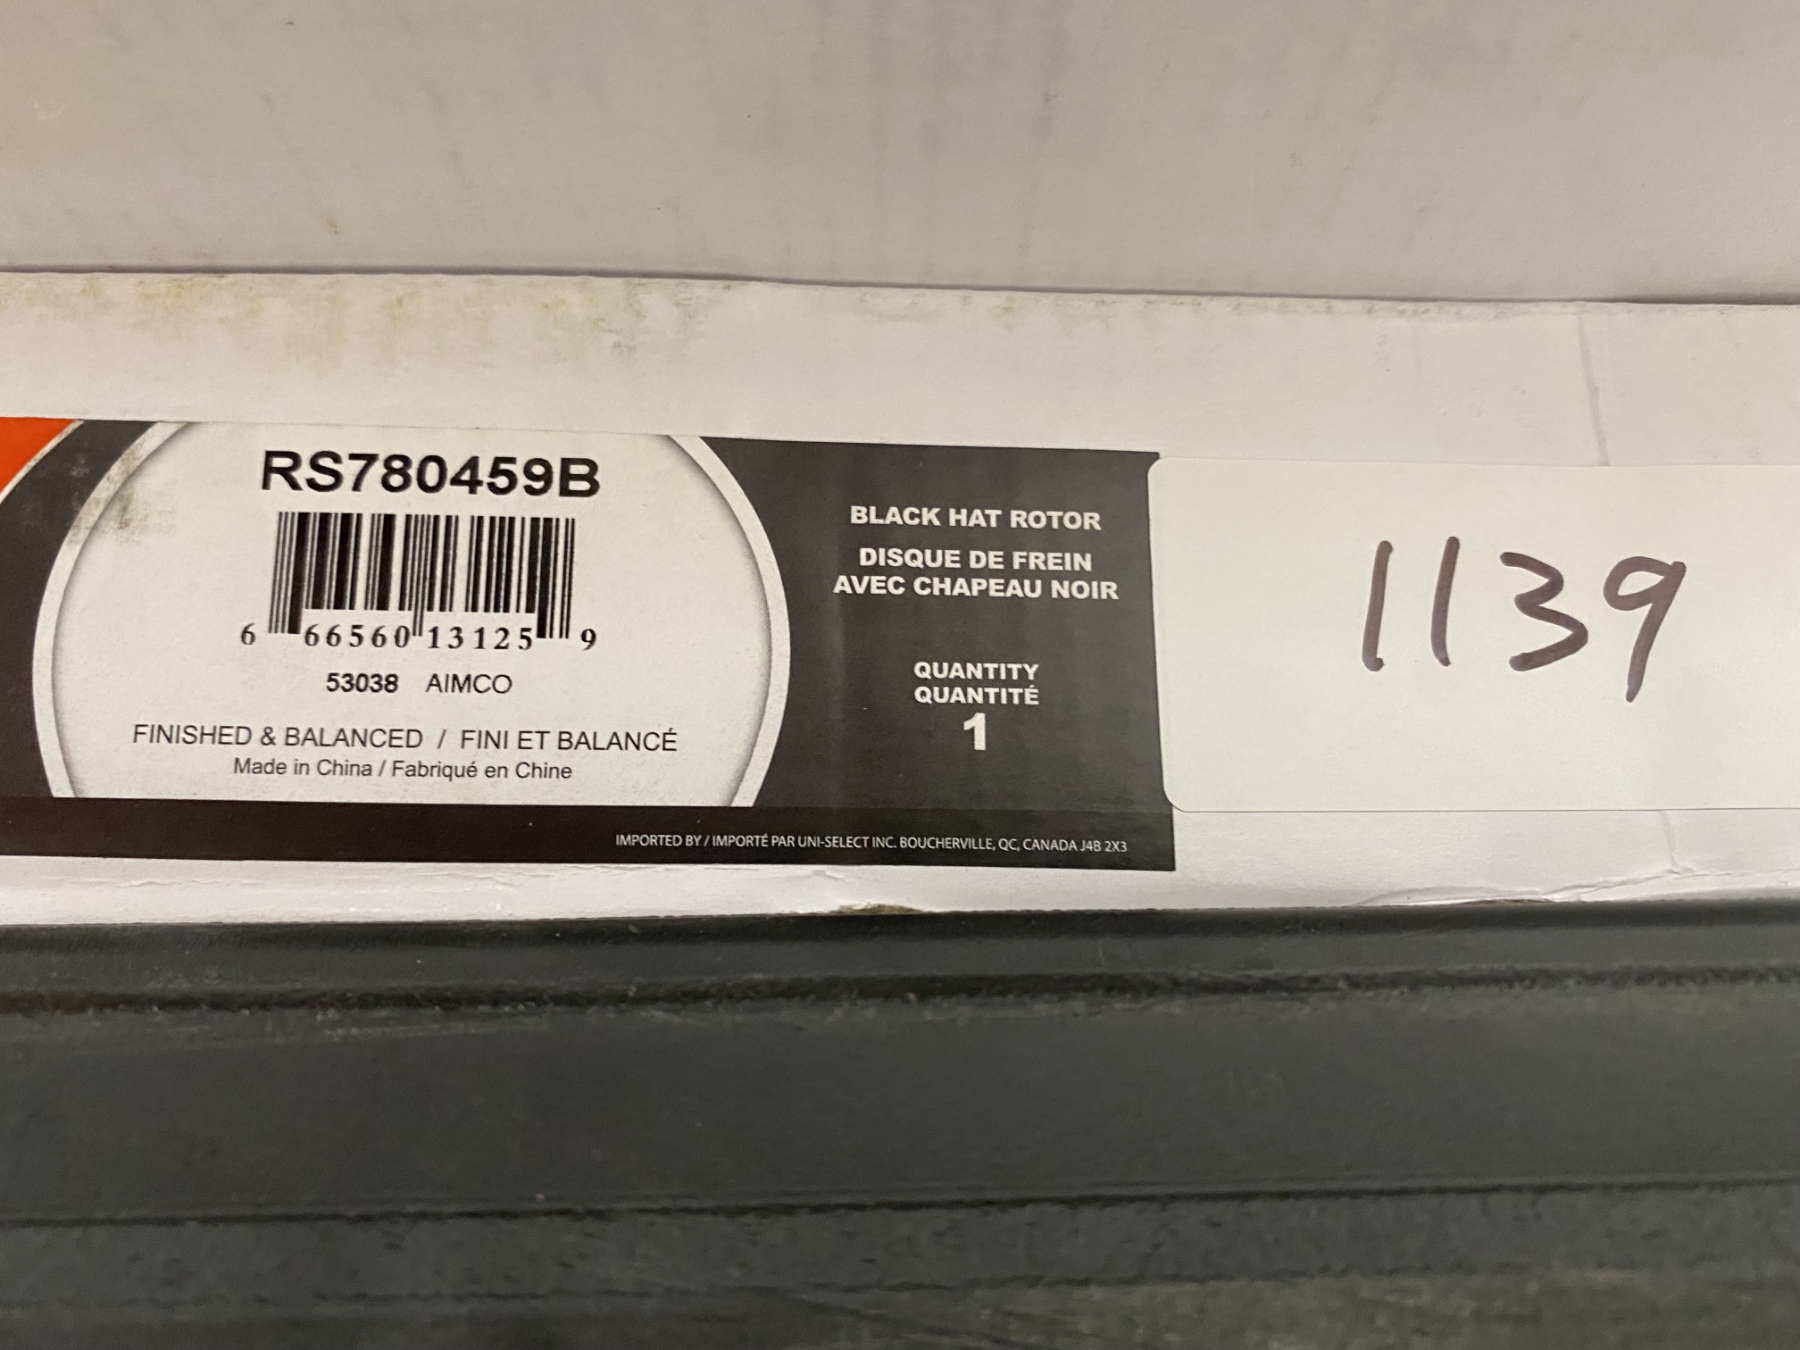 RS780459B
6 66560 13125 9
53038 AIMCO
FINISHED & BALANCED / FINI ET BALANCÉ
Made in China / Fabriqué en Chine
BLACK HAT ROTOR
DISQUE DE FREIN
AVEC CHAPEAU NOIR
QUANTITY
QUANTITÉ
1
IMPORTED BY / IMPORTÉ PAR UNI-SELECT INC. BOUCHERVILLE, QC, CANADA J4B 2X3
1139